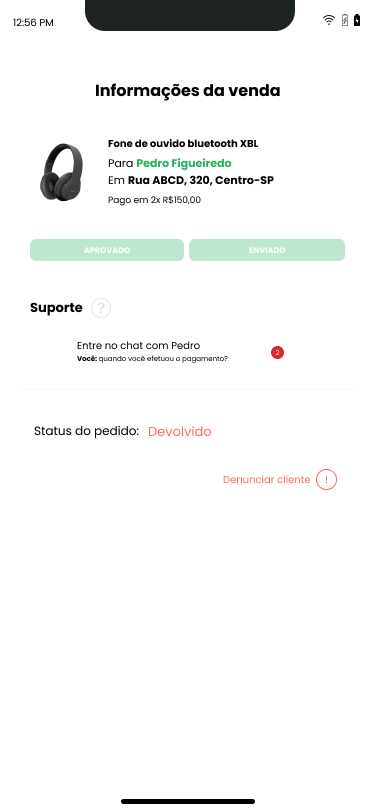 12:56 PM
Informações da venda
Fone de ouvido bluetooth XBL
Para Pedro Figueiredo
Em Rua ABCD, 320, Centro-SP
Pago em 2x R$150,00
APROVADO
ENVIADO
Suporte ?
Entre no chat com Pedro
Você: quando você efetuou o pagamento?
2
Status do pedido: Devolvido
Denunciar cliente !